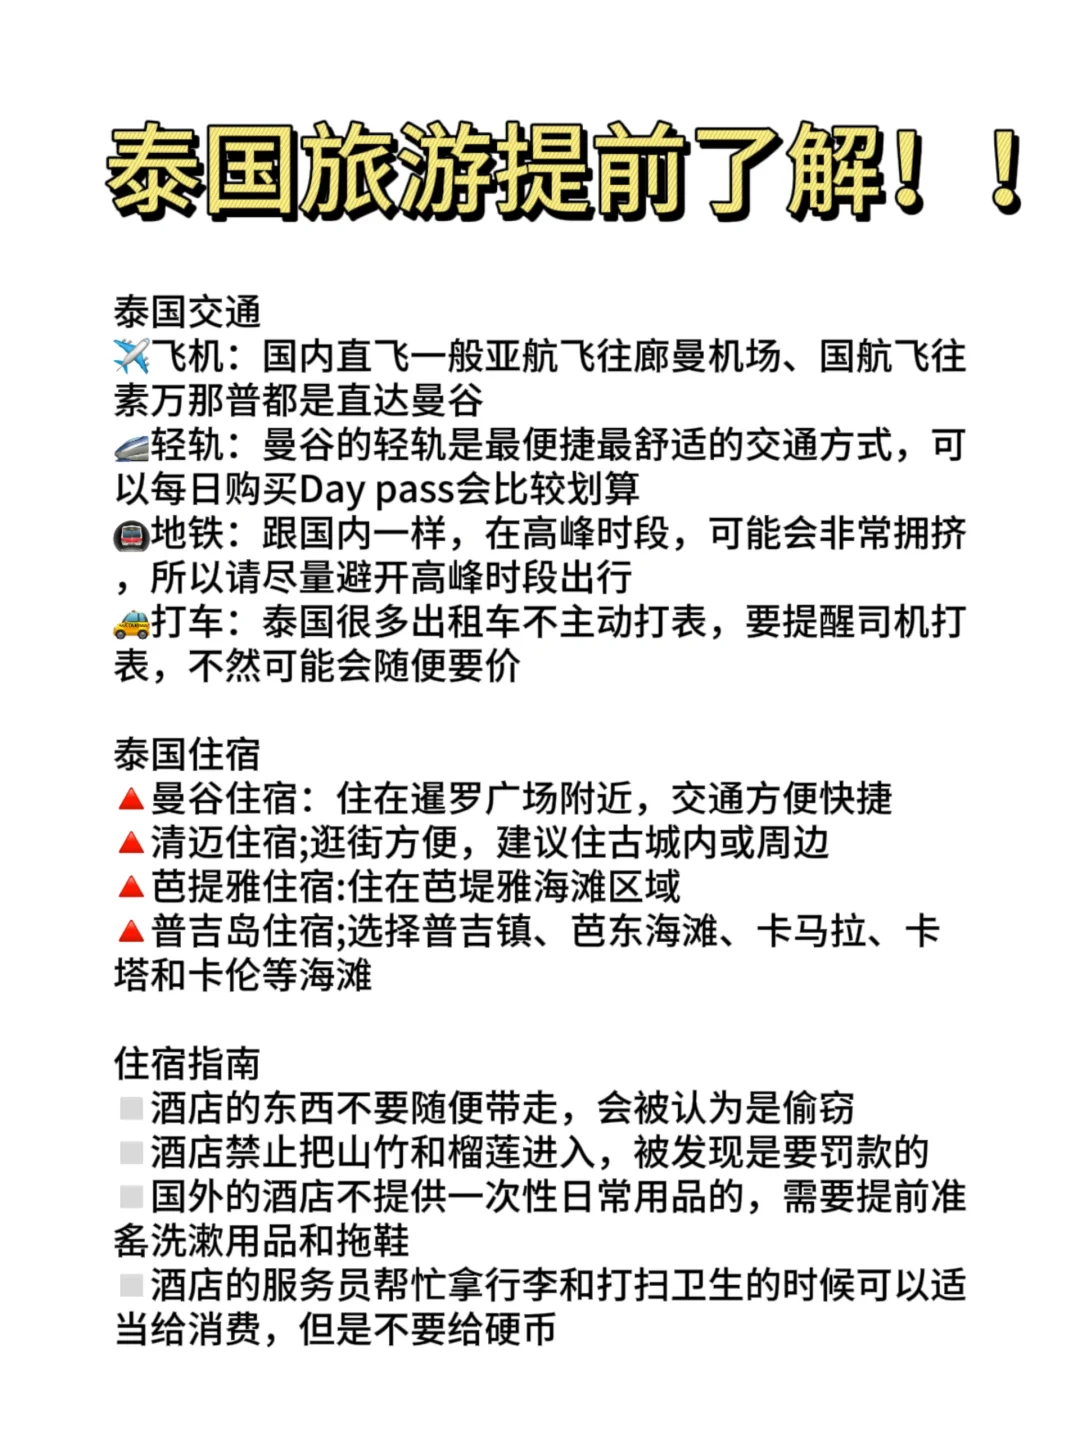 泰国旅游提前了解！！
泰国交通
✈️飞机：国内直飞一般亚航飞往廊曼机场、国航飞往
素万那普都是直达曼谷
🚄轻轨：曼谷的轻轨是最便捷最舒适的交通方式，可
以每日购买Day pass会比较划算
🚇地铁：跟国内一样，在高峰时段，可能会非常拥挤
，所以请尽量避开高峰时段出行
🚕打车：泰国很多出租车不主动打表，要提醒司机打
表，不然可能会随便要价
泰国住宿
🔺曼谷住宿：住在暹罗广场附近，交通方便快捷
🔺清迈住宿;逛街方便，建议住古城内或周边
🔺芭提雅住宿:住在芭堤雅海滩区域
🔺普吉岛住宿;选择普吉镇、芭东海滩、卡马拉、卡
塔和卡伦等海滩
住宿指南
◽酒店的东西不要随便带走，会被认为是偷窃
◽酒店禁止把山竹和榴莲进入，被发现是要罚款的
◽国外的酒店不提供一次性日常用品的，需要提前准
洗漱用品和拖鞋
◽酒店的服务员帮忙拿行李和打扫卫生的时候可以适
当给消费，但是不要给硬币